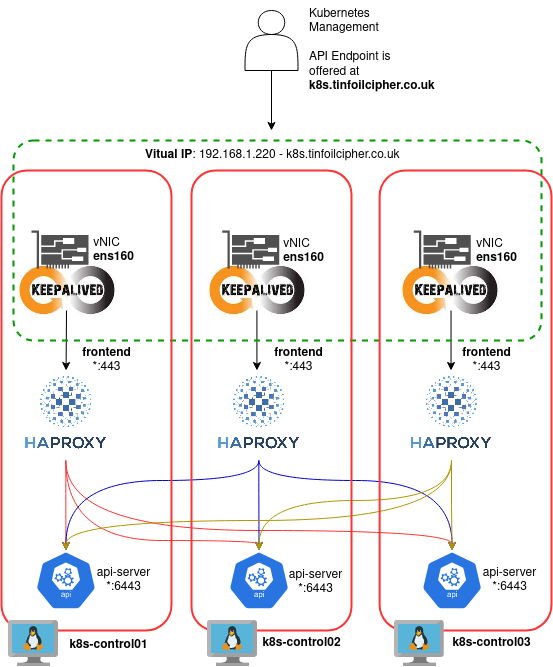 Kubernetes
Management
API Endpoint is
offered at
k8s.tinfoilcipher.co.uk
Vitual IP: 192.168.1.220 - k8s.tinfoilcipher.co.uk
vNIC
ens160
KEEPALIVED
vNIC
ens160
KEEPALIVED
vNIC
ens160
KEEPALIVED
frontend
*:443
HAPROXY
frontend
*:443
HAPROXY
frontend
*:443
HAPROXY
api-server
*:6443
api
api-server
*:6443
api
api-server
*:6443
api
k8s-control01
k8s-control02
k8s-control03